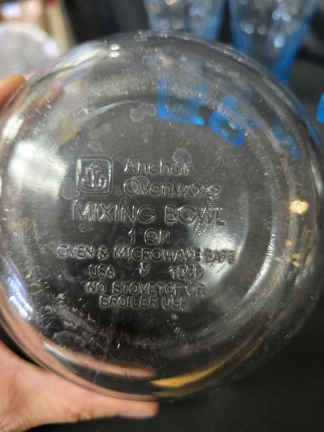 Anchor
Ovenware
MIXING BOWL
1 Qt.
OVEN & MICROWAVE SAFE
USA
NO STOVETOP OR
BROILER USE